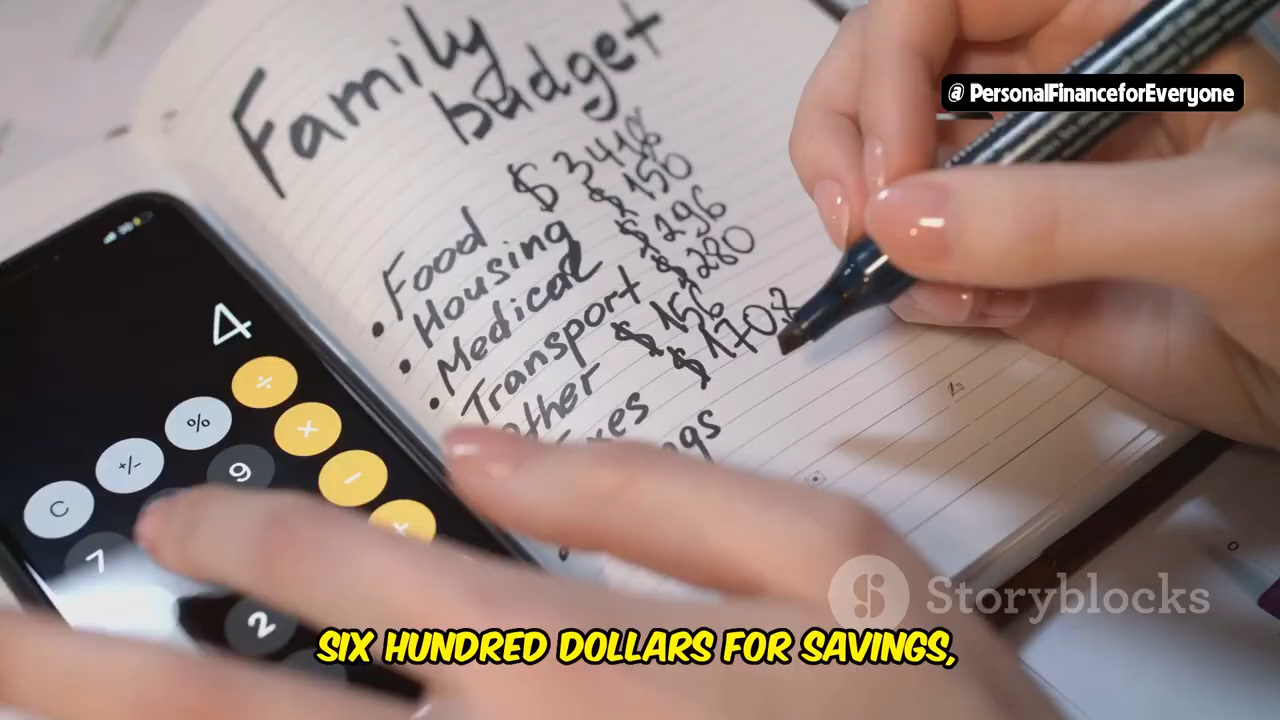 @ PersonalFinanceforEveryone
Family
budget
Food $ 3418
• Housing $ 150
• Medical $ 296
• Transport $ 280
other $ 156
$ 1708
4
C +/- % ÷
7 9 ×
−
2 +
Storyblocks
SIX HUNDRED DOLLARS FOR SAVINGS,